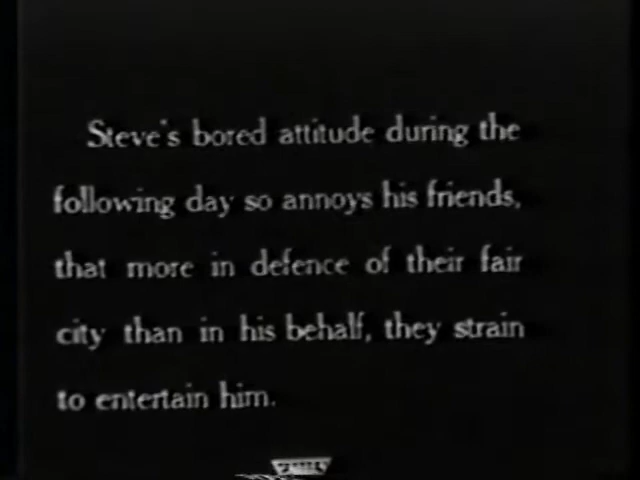 Steve's bored attitude during the
following day so annoys his friends,
that more in defence of their fair
city than in his behalf, they strain
to entertain him.